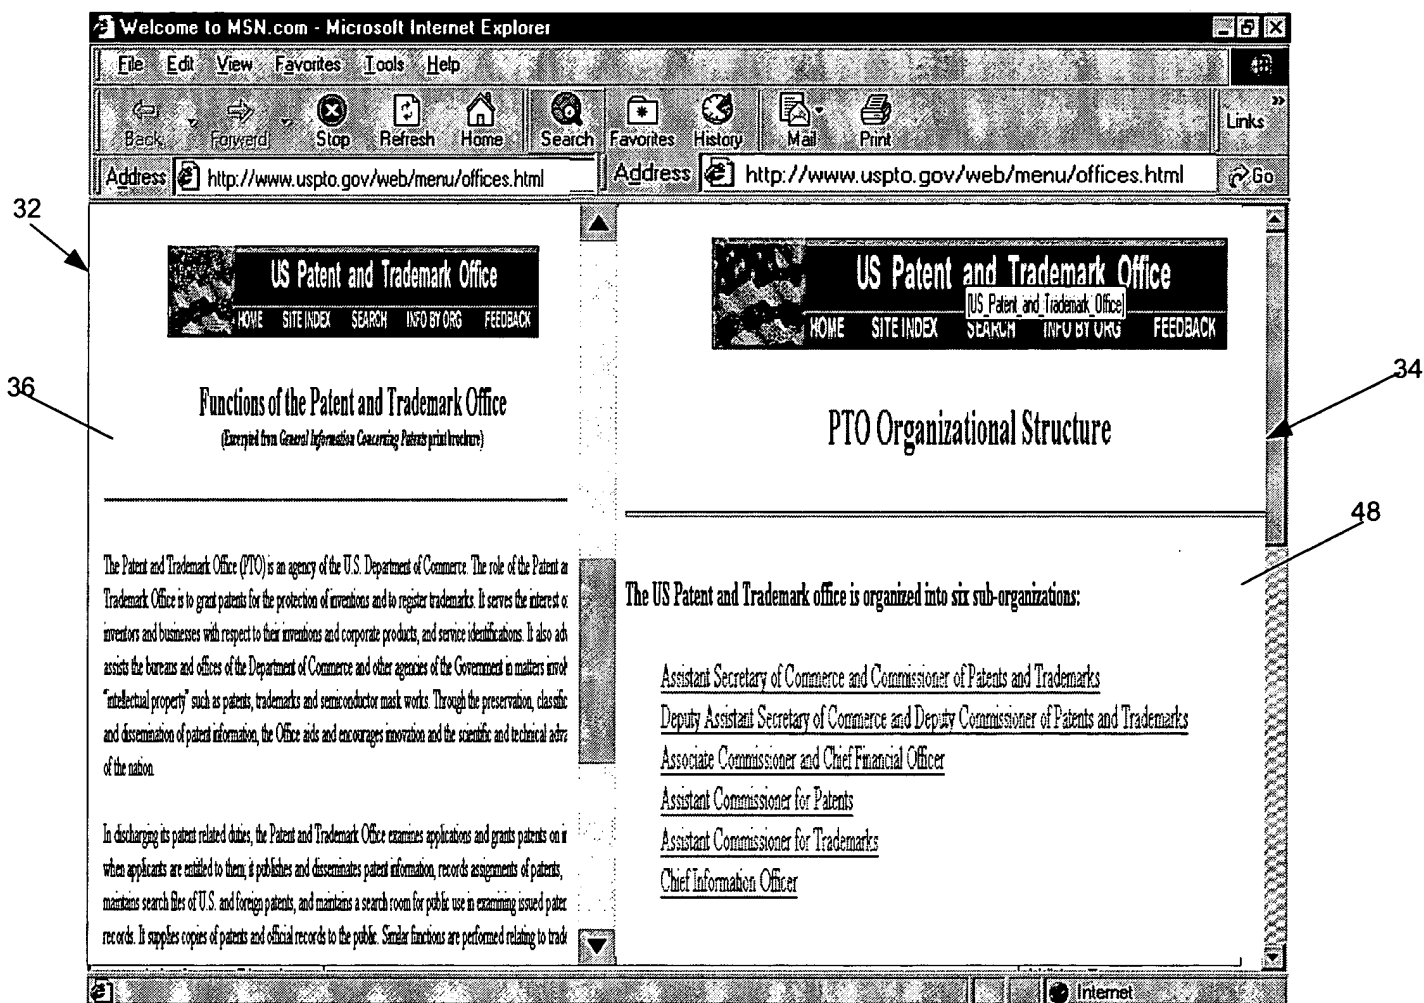 Welcome to MSN.com - Microsoft Internet Explorer
File Edit View Favorites Tools Help
Back Forward Stop Refresh Home Search Favorites History Mail Print Links »
Address http://www.uspto.gov/web/menu/offices.html Address http://www.uspto.gov/web/menu/offices.html Go
32
36
US Patent and Trademark Office
HOME SITE INDEX SEARCH INFO BY ORG FEEDBACK
Functions of the Patent and Trademark Office
(Excerpted from General Information Concerning Patents print brochure)
The Patent and Trademark Office (PTO) is an agency of the U.S. Department of Commerce. The role of the Patent an
Trademark Office is to grant patents for the protection of inventions and to register trademarks. It serves the interest o
inventors and businesses with respect to their inventions and corporate products, and service identifications. It also adv
assists the bureaus and offices of the Department of Commerce and other agencies of the Government in matters invol
"intellectual property" such as patents, trademarks and semiconductor mask works. Through the preservation, classific
and dissemination of patent information, the Office aids and encourages innovation and the scientific and technical adva
of the nation.
In discharging its patent related duties, the Patent and Trademark Office examines applications and grants patents on i
when applicants are entitled to them; it publishes and disseminates patent information, records assignments of patents,
maintains search files of U.S. and foreign patents, and maintains a search room for public use in examining issued pate
records. It supplies copies of patents and official records to the public. Similar functions are performed relating to trad
US Patent and Trademark Office
[US_Patent_and_Trademark_Office]
HOME SITE INDEX SEARCH INFO BY ORG FEEDBACK
PTO Organizational Structure
34
48
The US Patent and Trademark office is organized into six sub-organizations:
Assistant Secretary of Commerce and Commissioner of Patents and Trademarks
Deputy Assistant Secretary of Commerce and Deputy Commissioner of Patents and Trademarks
Associate Commissioner and Chief Financial Officer
Assistant Commissioner for Patents
Assistant Commissioner for Trademarks
Chief Information Officer
Internet